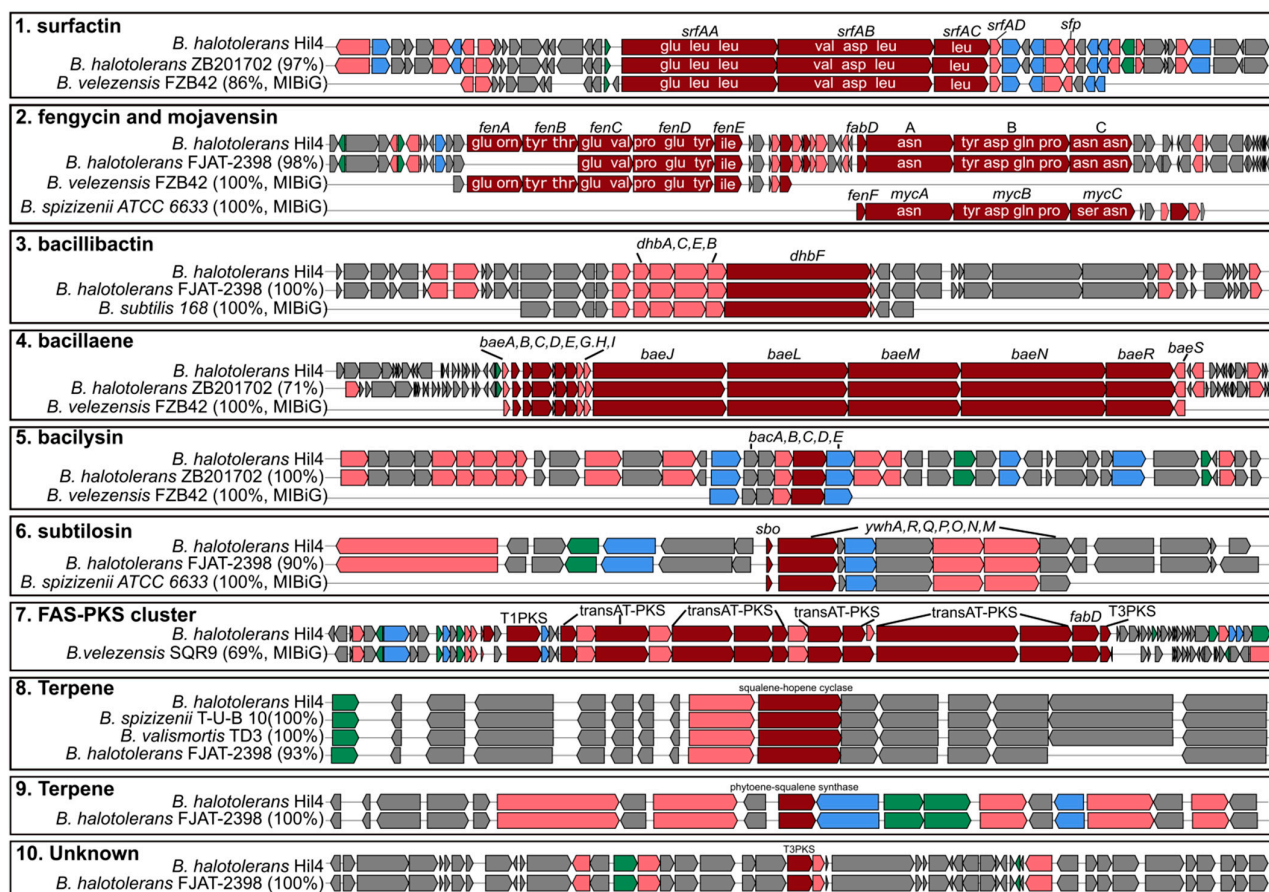 1. surfactin
srfAA srfAB srfAC srfAD sfp
B. halotolerans Hil4
glu leu leu val asp leu leu
B. halotolerans ZB201702 (97%)
glu leu leu val asp leu leu
B. velezensis FZB42 (86%, MIBiG)
glu leu leu val asp leu leu
2. fengycin and mojavensin
fenA fenB fenC fenD fenE fabD A B C
B. halotolerans Hil4
glu orn tyr thr glu val pro glu tyr ile asn tyr asp gln pro asn asn
B. halotolerans FJAT-2398 (98%)
glu val pro glu tyr ile asn tyr asp gln pro asn asn
B. velezensis FZB42 (100%, MIBiG)
glu orn tyr thr glu val pro glu tyr ile
fenF mycA mycB mycC
B. spizizenii ATCC 6633 (100%, MIBiG)
asn tyr asp gln pro ser asn
3. bacillibactin
dhbA,C,E,B dhbF
B. halotolerans Hil4
B. halotolerans FJAT-2398 (100%)
B. subtilis 168 (100%, MIBiG)
4. bacillaene
baeA,B,C,D,E,G.H,I baeJ baeL baeM baeN baeR baeS
B. halotolerans Hil4
B. halotolerans ZB201702 (71%)
B. velezensis FZB42 (100%, MIBiG)
5. bacilysin
bacA,B,C,D,E
B. halotolerans Hil4
B. halotolerans ZB201702 (100%)
B. velezensis FZB42 (100%, MIBiG)
6. subtilosin
sbo ywhA,R,Q,P,O,N,M
B. halotolerans Hil4
B. halotolerans FJAT-2398 (90%)
B. spizizenii ATCC 6633 (100%, MIBiG)
7. FAS-PKS cluster
T1PKS transAT-PKS transAT-PKS transAT-PKS transAT-PKS fabD T3PKS
B. halotolerans Hil4
B.velezensis SQR9 (69%, MIBiG)
8. Terpene
squalene-hopene cyclase
B. halotolerans Hil4
B. spizizenii T-U-B 10(100%)
B. valismortis TD3 (100%)
B. halotolerans FJAT-2398 (93%)
9. Terpene
phytoene-squalene synthase
B. halotolerans Hil4
B. halotolerans FJAT-2398 (100%)
10. Unknown
T3PKS
B. halotolerans Hil4
B. halotolerans FJAT-2398 (100%)